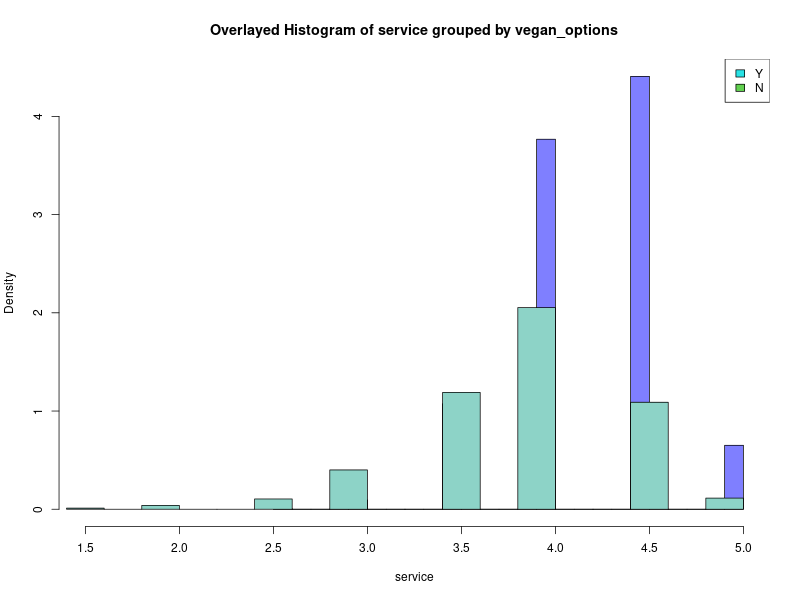 Overlayed Histogram of service grouped by vegan_options
Y
N
4
3
2
1
0
Density
1.5 2.0 2.5 3.0 3.5 4.0 4.5 5.0
service